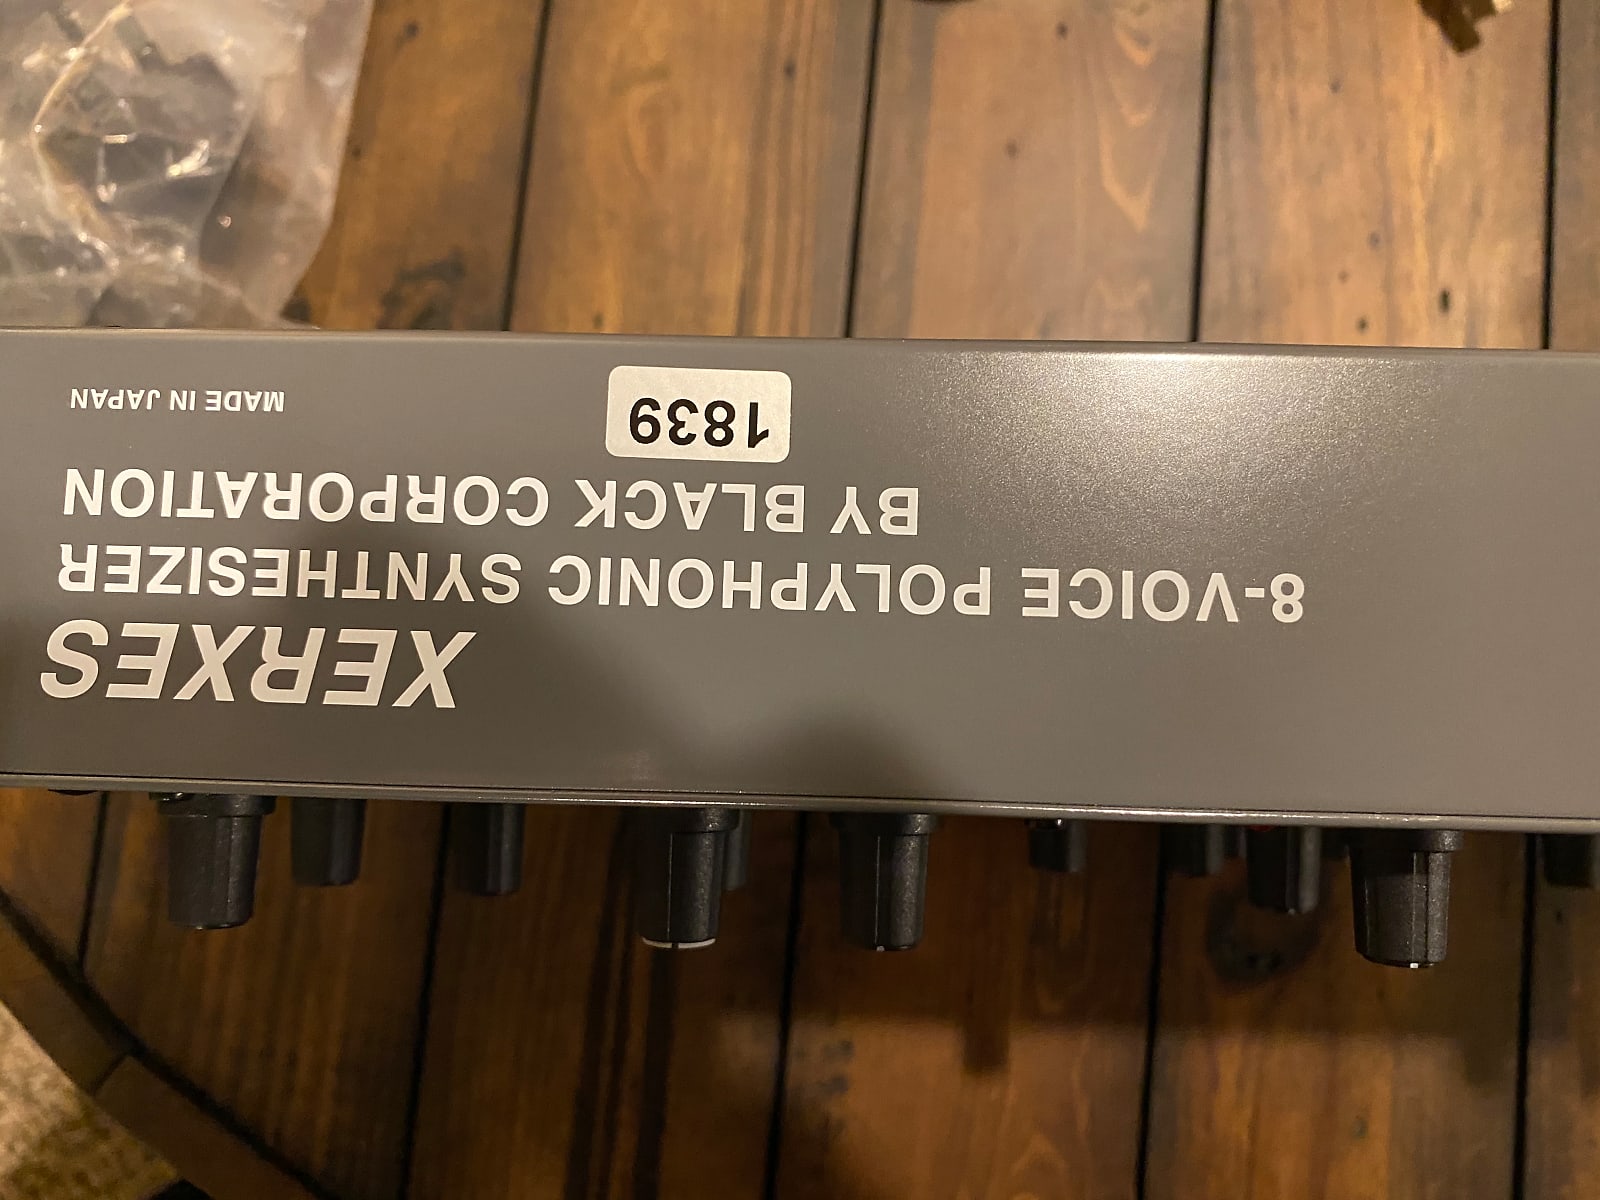 XERXES
8-VOICE POLYPHONIC SYNTHESIZER
BY BLACK CORPORATION
1839
MADE IN JAPAN